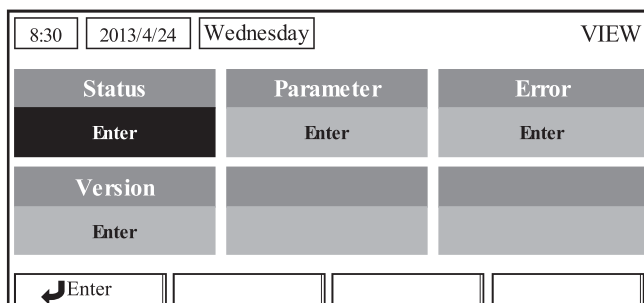 8:30 2013/4/24 Wednesday VIEW
Status Parameter Error
Enter Enter Enter
Version
Enter
Enter